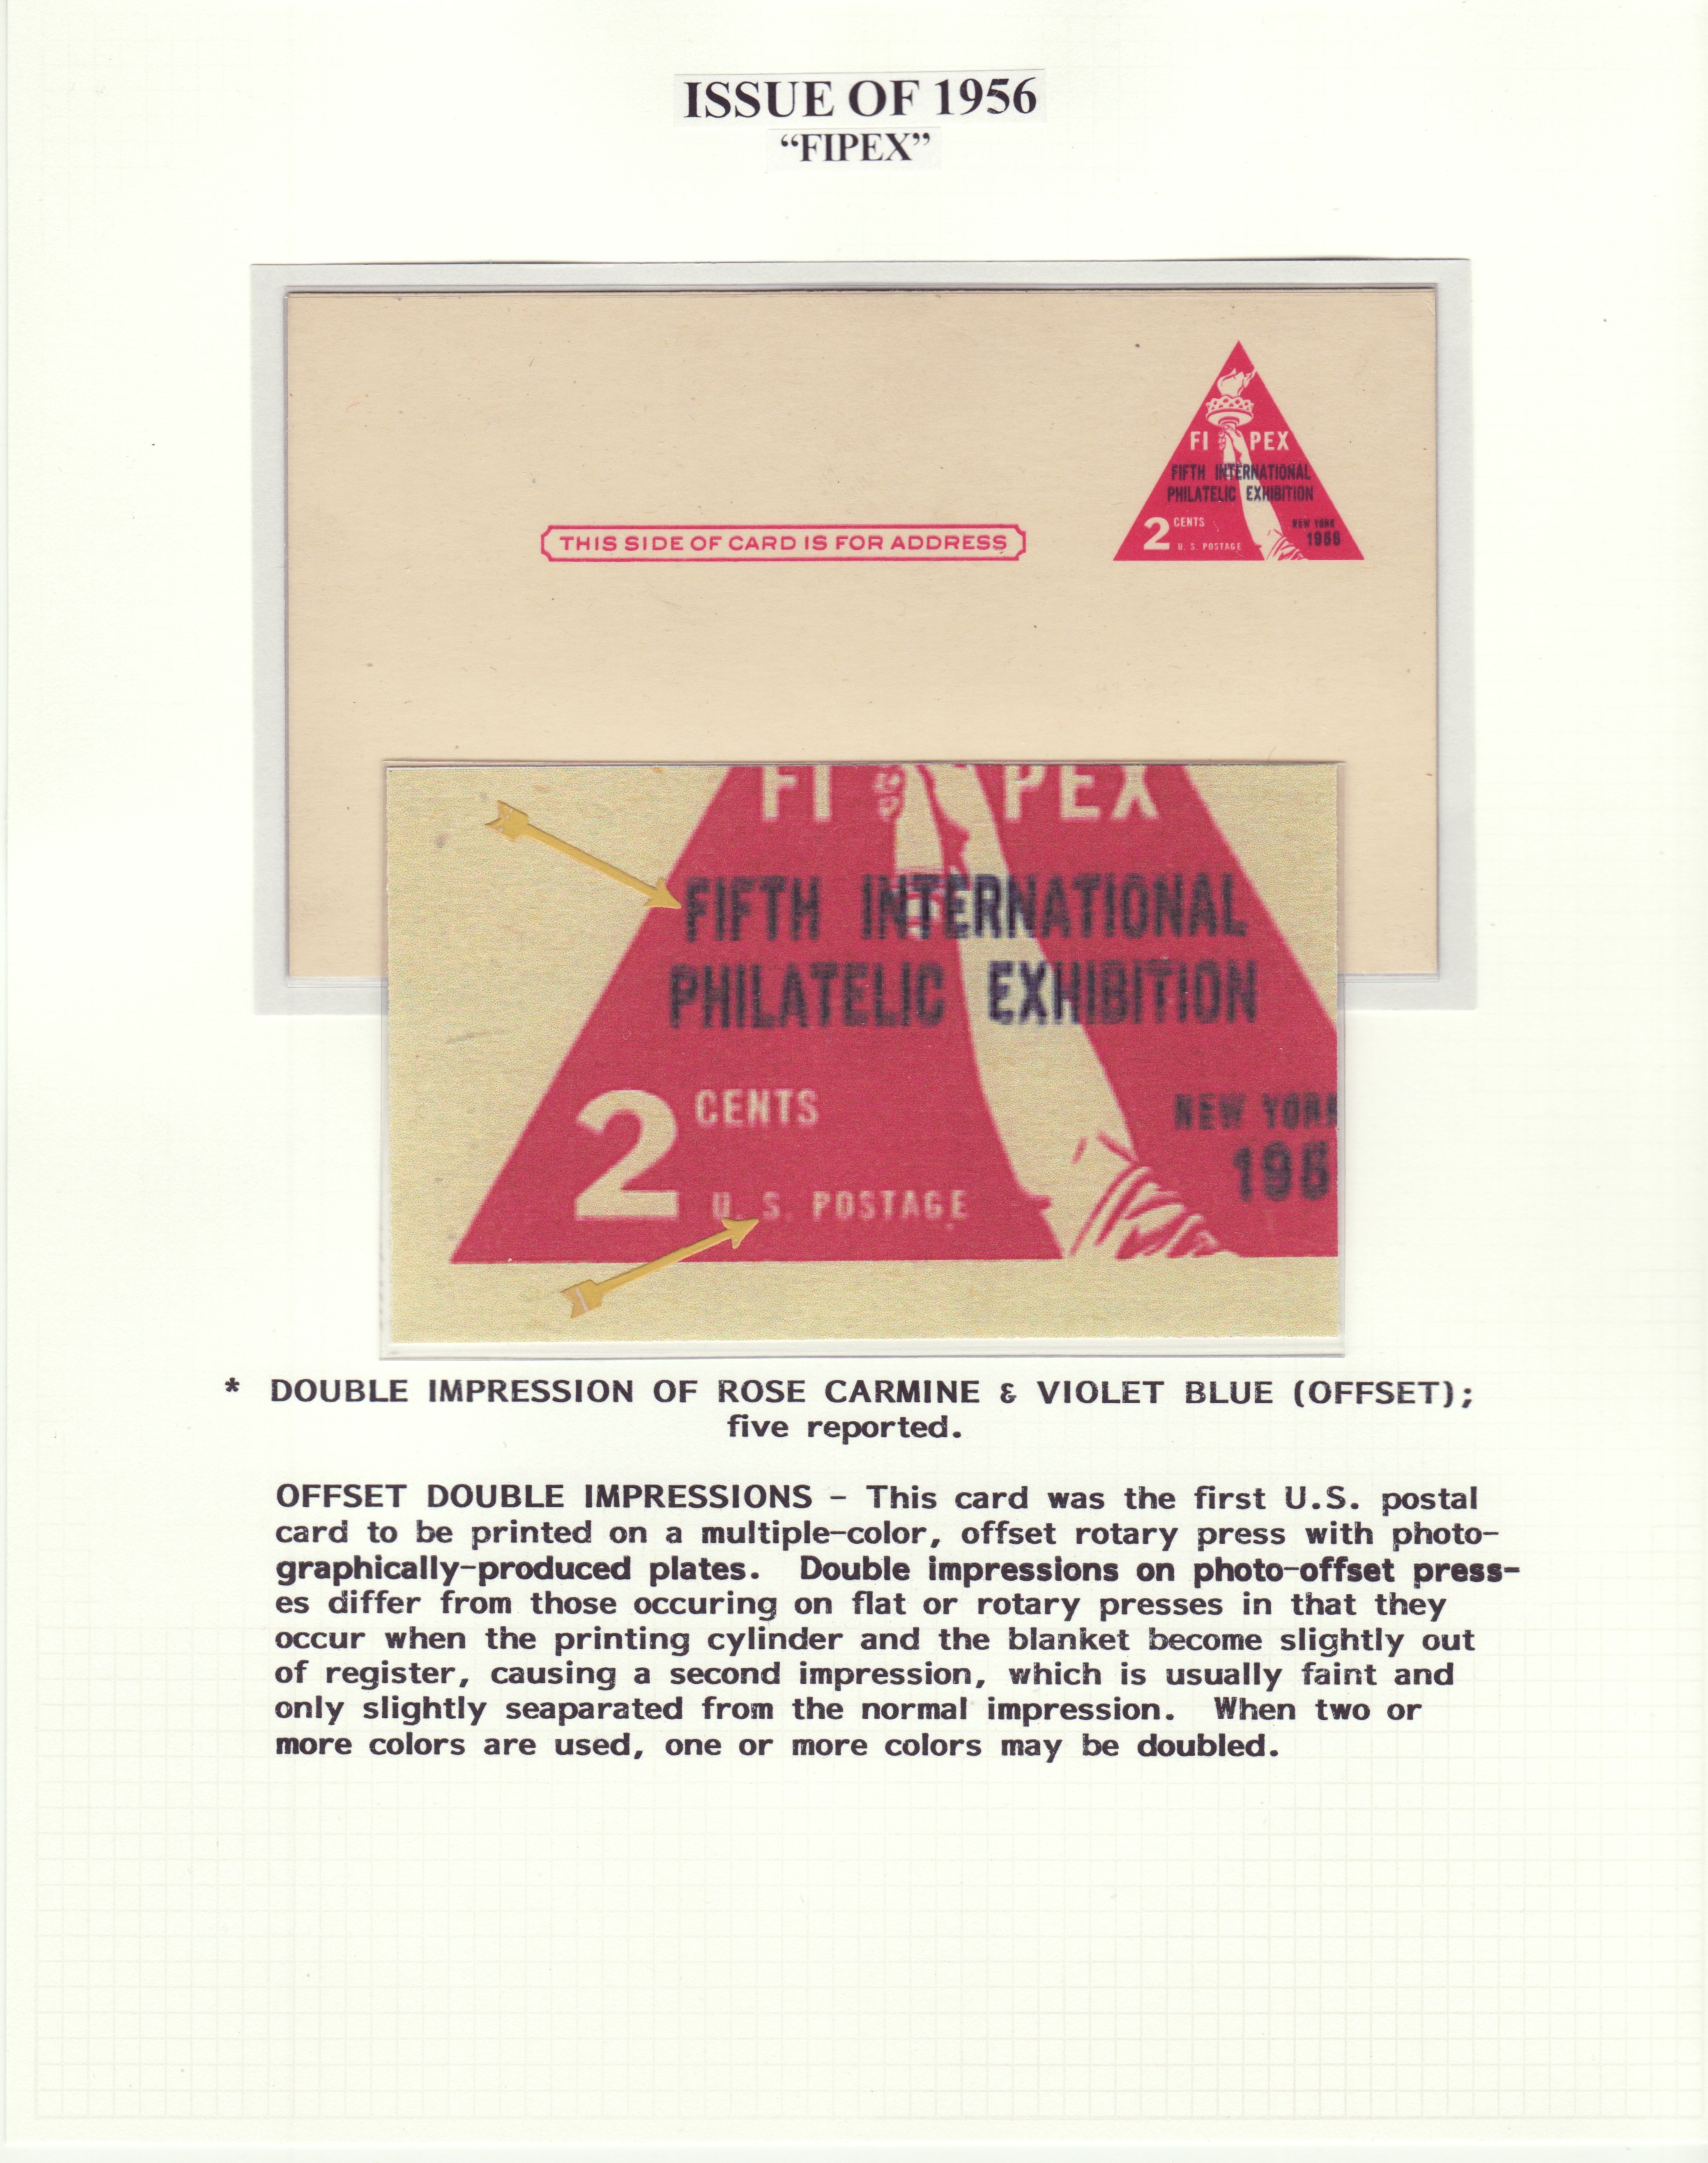 ISSUE OF 1956
“FIPEX”
FI PEX
FIFTH INTERNATIONAL
PHILATELIC EXHIBITION
2 CENTS
U. S. POSTAGE
NEW YORK
1956
THIS SIDE OF CARD IS FOR ADDRESS
FI PEX
FIFTH INTERNATIONAL
PHILATELIC EXHIBITION
2 CENTS
U. S. POSTAGE
NEW YORK
195
* DOUBLE IMPRESSION OF ROSE CARMINE & VIOLET BLUE (OFFSET);
five reported.
OFFSET DOUBLE IMPRESSIONS - This card was the first U.S. postal
card to be printed on a multiple-color, offset rotary press with photo-
graphically-produced plates. Double impressions on photo-offset press-
es differ from those occuring on flat or rotary presses in that they
occur when the printing cylinder and the blanket become slightly out
of register, causing a second impression, which is usually faint and
only slightly seaparated from the normal impression. When two or
more colors are used, one or more colors may be doubled.